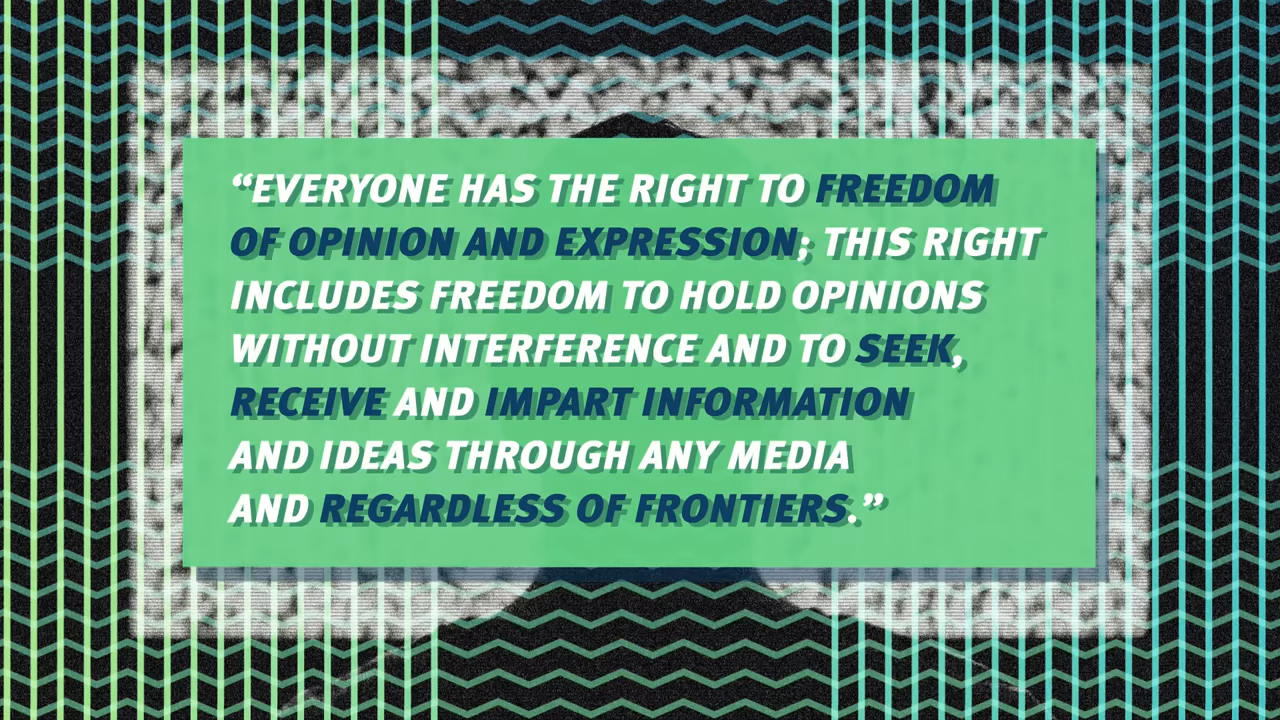 “EVERYONE HAS THE RIGHT TO FREEDOM
OF OPINION AND EXPRESSION; THIS RIGHT
INCLUDES FREEDOM TO HOLD OPINIONS
WITHOUT INTERFERENCE AND TO SEEK,
RECEIVE AND IMPART INFORMATION
AND IDEAS THROUGH ANY MEDIA
AND REGARDLESS OF FRONTIERS.”